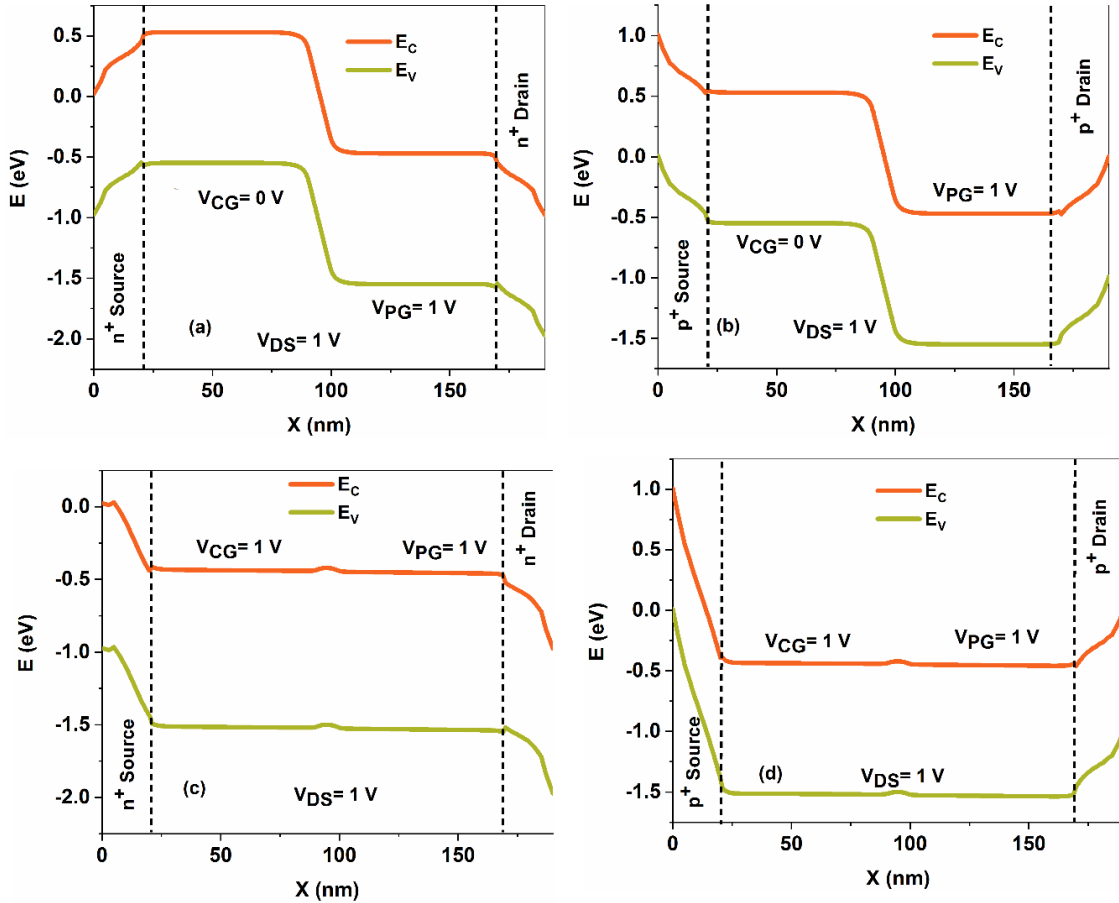 E_C
E_V
0.5
0.0
-0.5
-1.0
-1.5
-2.0
E (eV)
n+ Source
n+ Drain
V_CG= 0 V
V_PG= 1 V
(a)
V_DS= 1 V
0
50
100
150
X (nm)
E_C
E_V
1.0
0.5
0.0
-0.5
-1.0
-1.5
E (eV)
p+ Source
p+ Drain
V_PG= 1 V
V_CG= 0 V
(b)
V_DS= 1 V
0
50
100
150
X (nm)
E_C
E_V
0.0
-0.5
-1.0
-1.5
-2.0
E (eV)
n+ Source
n+ Drain
V_CG= 1 V
V_PG= 1 V
(c)
V_DS= 1 V
0
50
100
150
X (nm)
E_C
E_V
1.0
0.5
0.0
-0.5
-1.0
-1.5
E (eV)
p+ Source
p+ Drain
V_CG= 1 V
V_PG= 1 V
(d)
V_DS= 1 V
0
50
100
150
X (nm)